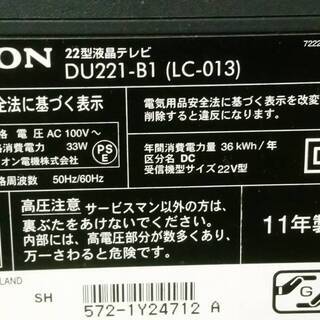 ON
22型液晶テレビ
DU221-B1 (LC-013)
7222
安全法に基づく表示
電気用品安全法に基づく表示を改変
削除すると違反になります。
格 電 圧 AC 100V~
格消費電力 33W
オン電機株式会社
PSE
格周波数 50Hz/60Hz
年間消費電力量 36 kWh/年
区分名 DC
受信機型サイズ 22V型
D
高圧注意 サービスマン以外の方は、
裏ぶたをあけないでください。
内部には、高電圧部分が数多くあり、
万一さわると危険です。
11年製
LAND
SH
572-1Y24712 A
G